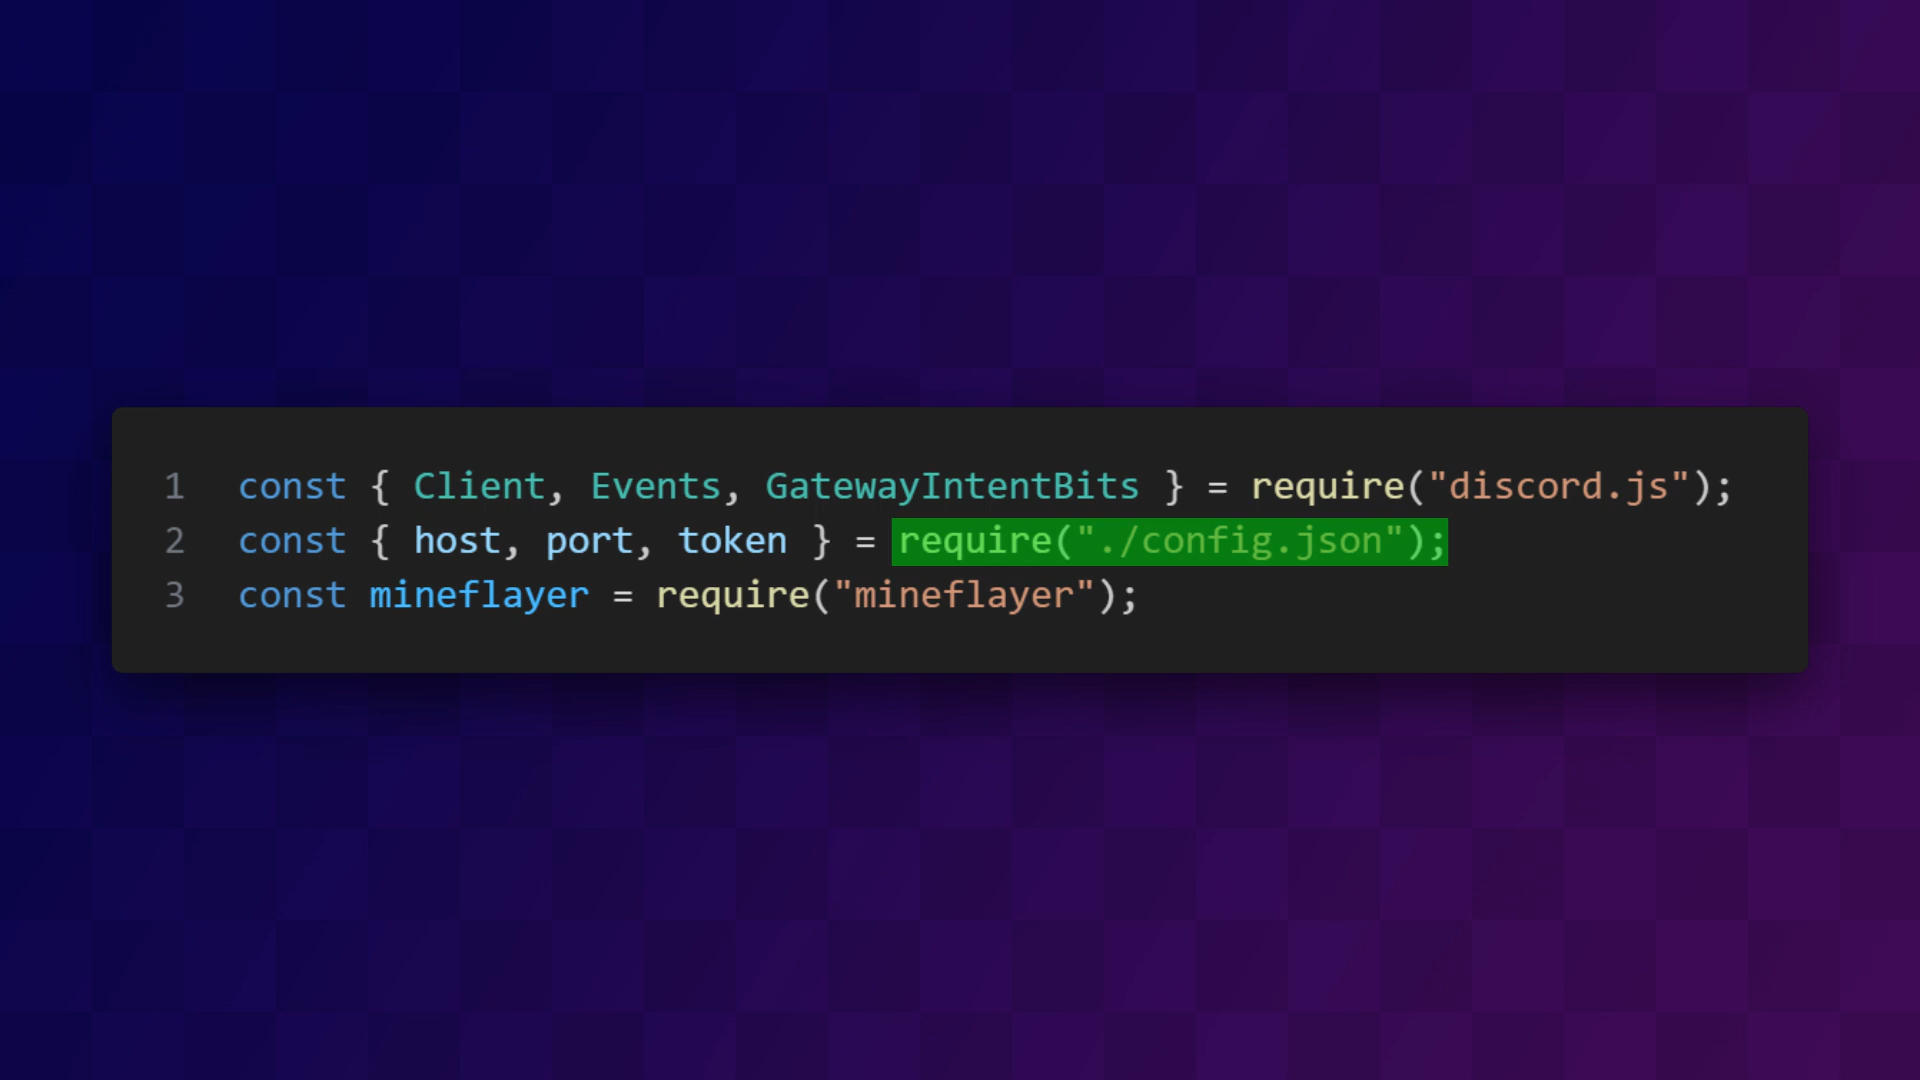 1 const { Client, Events, GatewayIntentBits } = require("discord.js");
2 const { host, port, token } = require("./config.json");
3 const mineflayer = require("mineflayer");